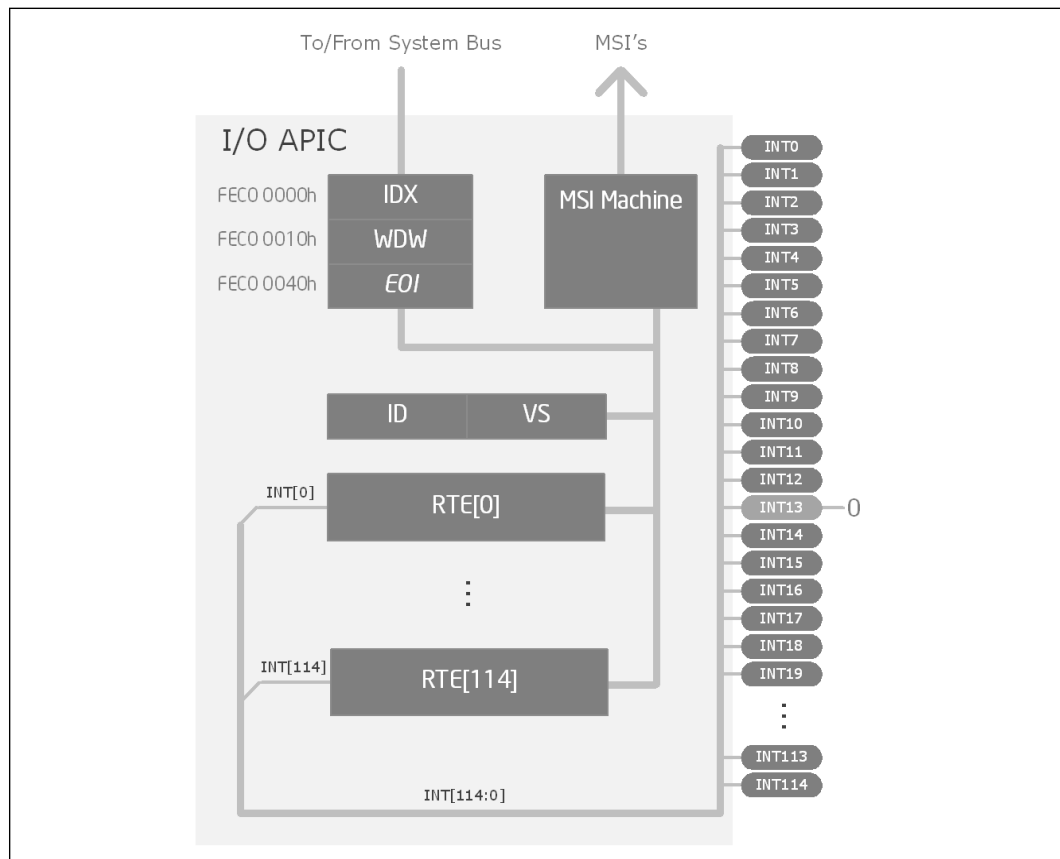 To/From System Bus
MSI's
I/O APIC
FEC0 0000h
IDX
FEC0 0010h
WDW
FEC0 0040h
EOI
MSI Machine
ID
VS
INT[0]
RTE[0]
⋮
INT[114]
RTE[114]
INT[114:0]
INT0
INT1
INT2
INT3
INT4
INT5
INT6
INT7
INT8
INT9
INT10
INT11
INT12
INT13
0
INT14
INT15
INT16
INT17
INT18
INT19
⋮
INT113
INT114